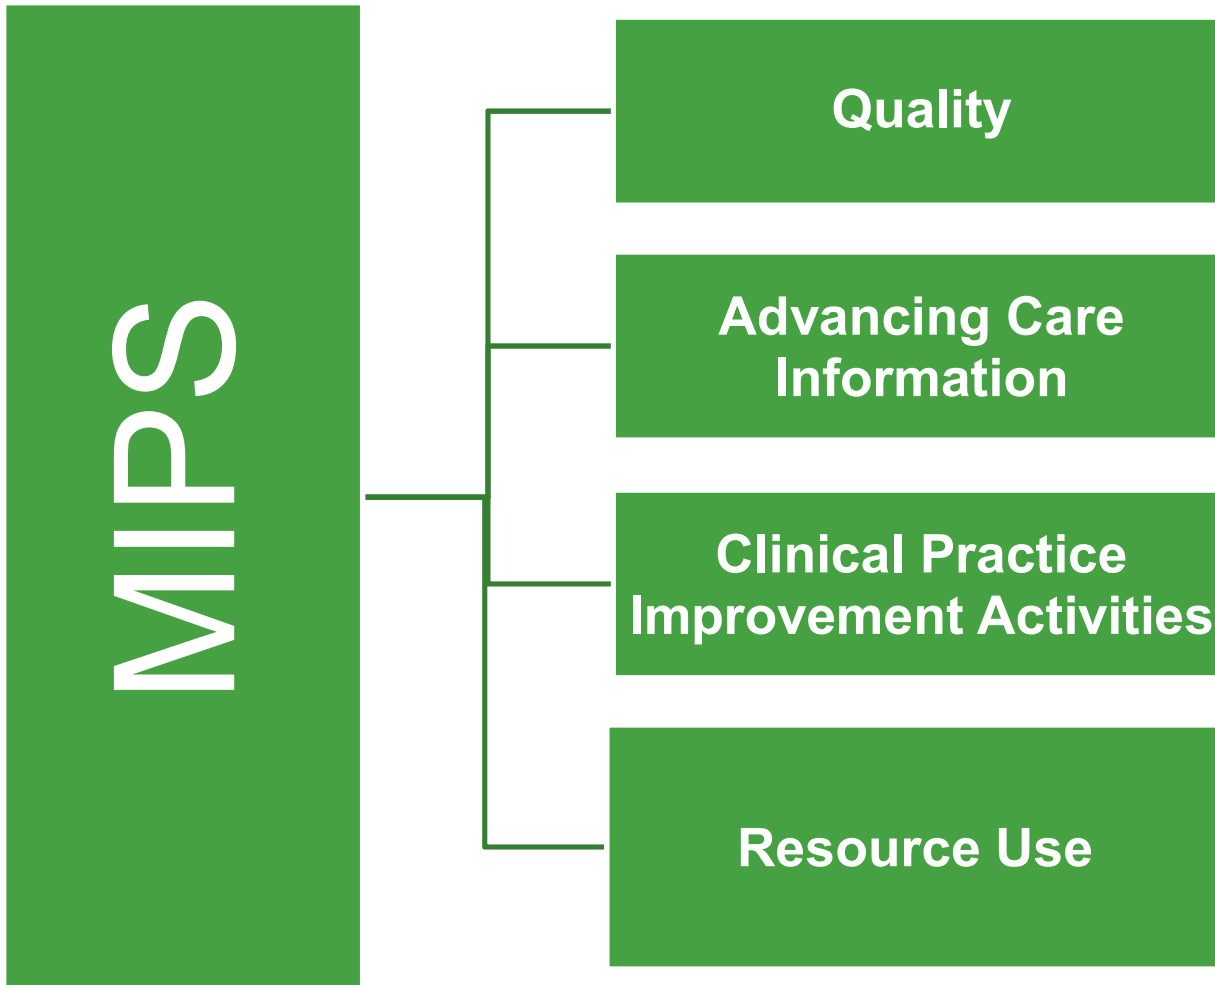 MIPS
Quality
Advancing Care
Information
Clinical Practice
Improvement Activities
Resource Use